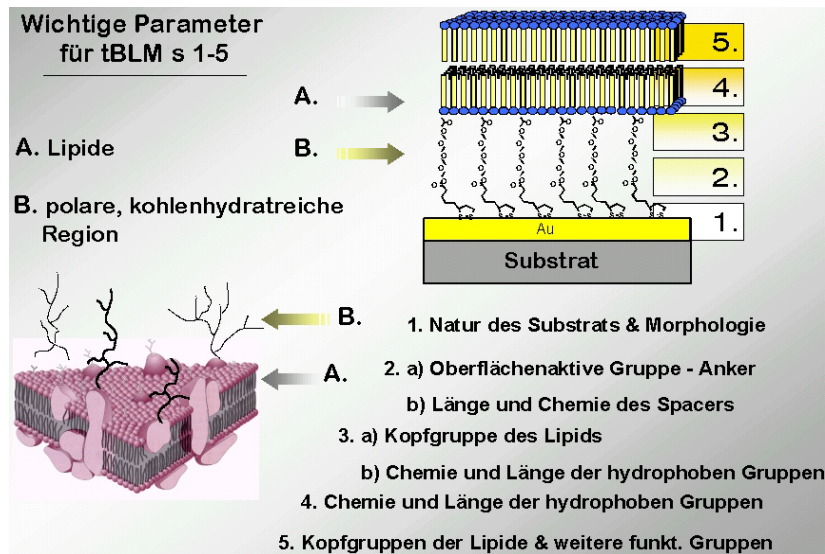 Wichtige Parameter
für tBLM s 1-5
A. Lipide
B. polare, kohlenhydratreiche
Region
A.
B.
5.
4.
3.
2.
1.
Au
Substrat
B.
A.
1. Natur des Substrats & Morphologie
2. a) Oberflächenaktive Gruppe - Anker
b) Länge und Chemie des Spacers
3. a) Kopfgruppe des Lipids
b) Chemie und Länge der hydrophoben Gruppen
4. Chemie und Länge der hydrophoben Gruppen
5. Kopfgruppen der Lipide & weitere funkt. Gruppen